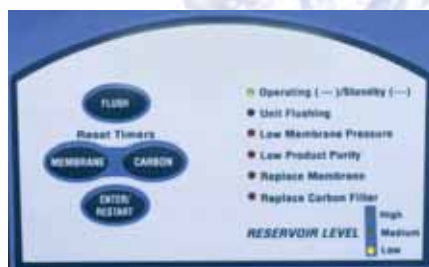 FLUSH
Reset Timers
MEMBRANE CARBON
ENTER/
RESTART
Operating (---)/Standby (---)
Unit Flushing
Low Membrane Pressure
Low Product Purity
Replace Membrane
Replace Carbon Filter
RESERVOIR LEVEL
High
Medium
Low